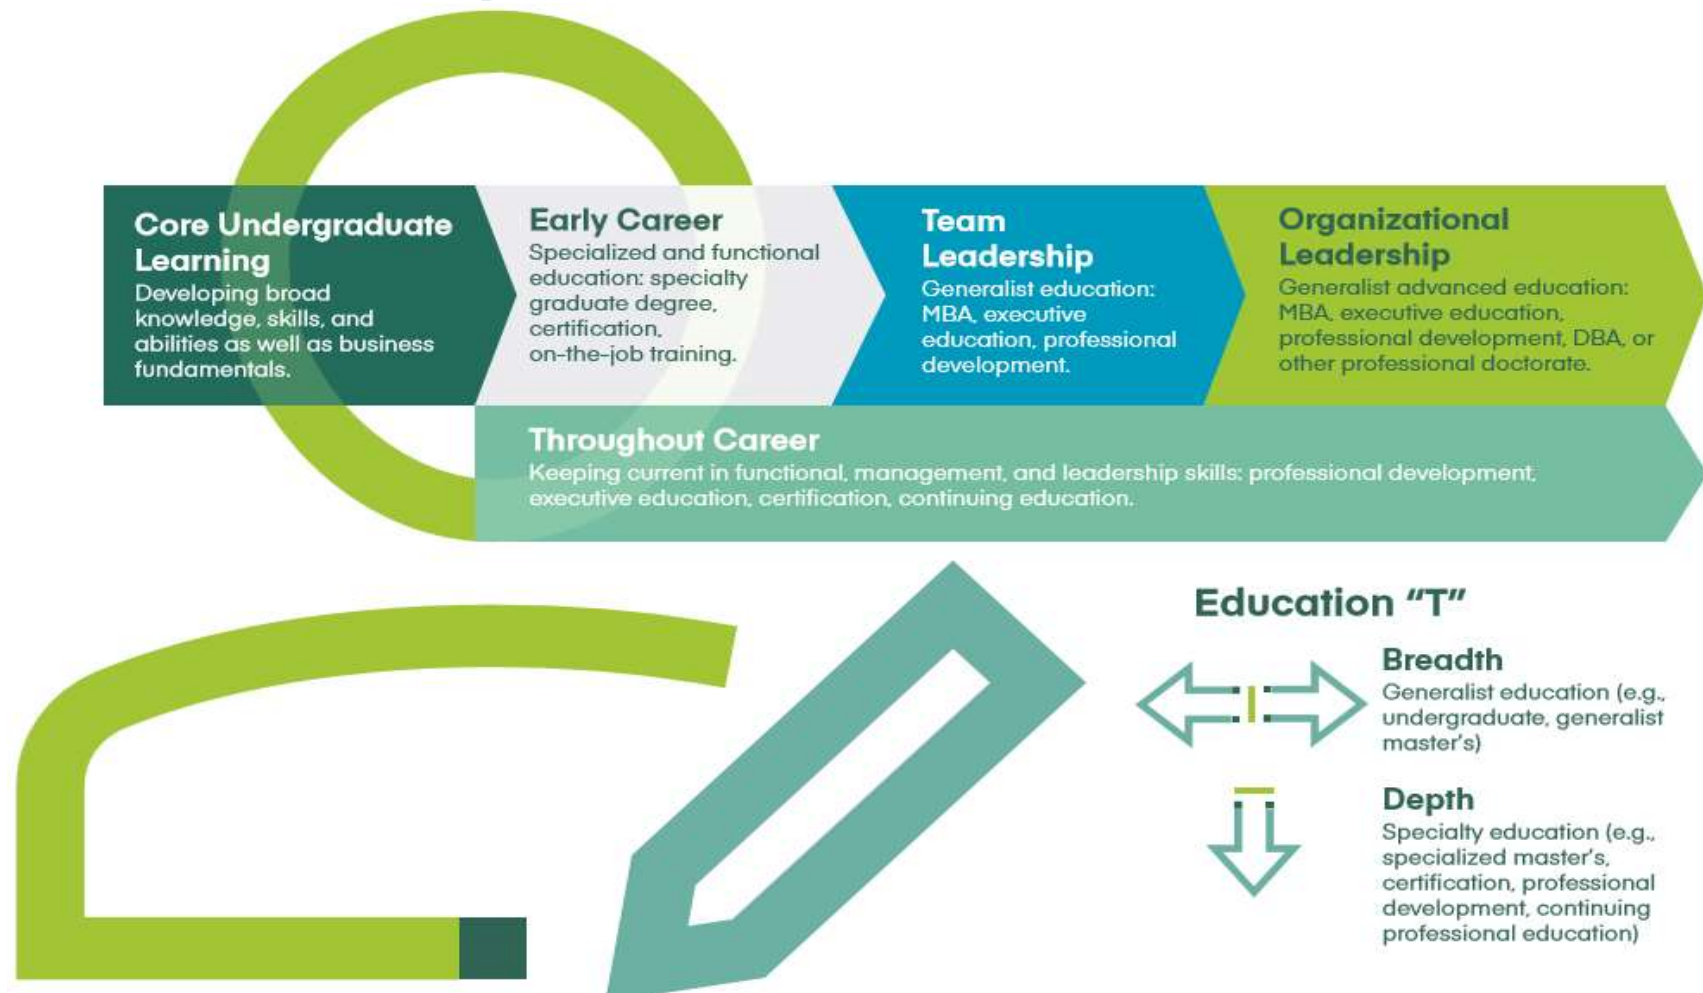 Core Undergraduate
Learning
Developing broad
knowledge, skills, and
abilities as well as business
fundamentals.
Early Career
Specialized and functional
education: specialty
graduate degree,
certification,
on-the-job training.
Team
Leadership
Generalist education:
MBA, executive
education, professional
development.
Organizational
Leadership
Generalist advanced education:
MBA, executive education,
professional development, DBA, or
other professional doctorate.
Throughout Career
Keeping current in functional, management, and leadership skills: professional development,
executive education, certification, continuing education.
Education “T”
Breadth
Generalist education (e.g.,
undergraduate, generalist
master’s)
Depth
Specialty education (e.g.,
specialized master’s,
certification, professional
development, continuing
professional education)